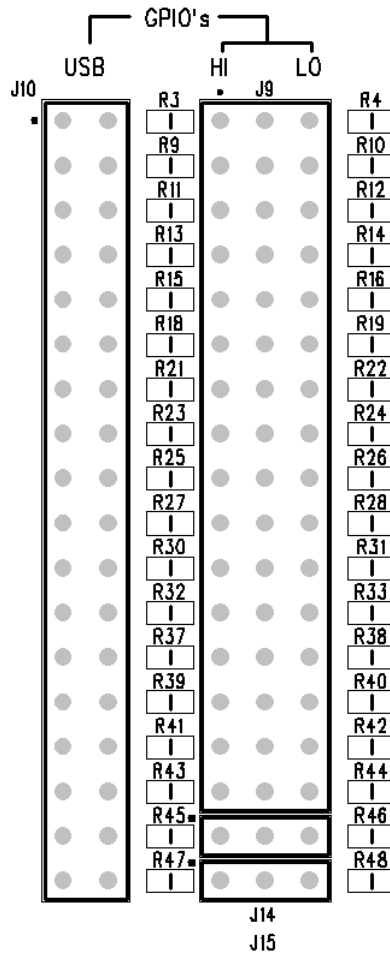 GPIO's
USB HI LO
J10 J9
R3 R4
R9 R10
R11 R12
R13 R14
R15 R16
R18 R19
R21 R22
R23 R24
R25 R26
R27 R28
R30 R31
R32 R33
R37 R38
R39 R40
R41 R42
R43 R44
R45 R46
R47 R48
J14
J15